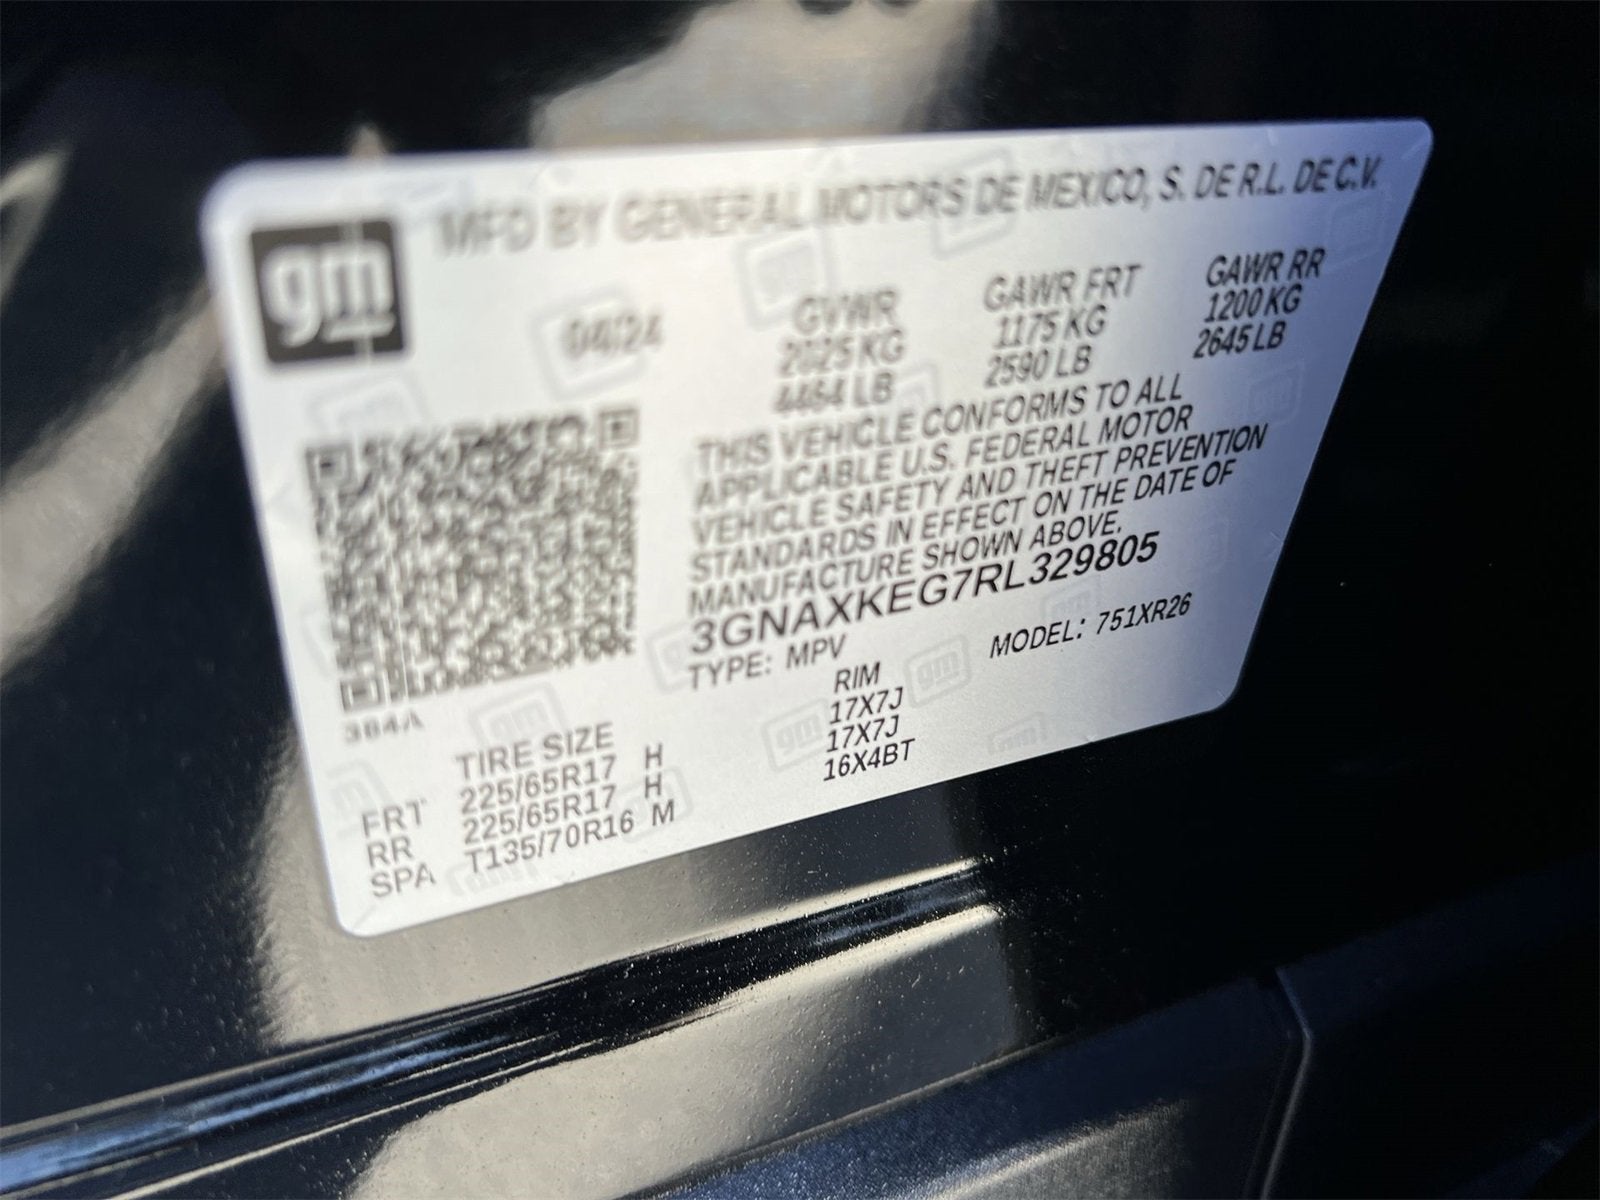 gm
MFD BY GENERAL MOTORS DE MEXICO, S. DE R.L. DE C.V.
04/24
GVWR GAWR FRT GAWR RR
2025 KG 1175 KG 1200 KG
4464 LB 2590 LB 2645 LB
THIS VEHICLE CONFORMS TO ALL
APPLICABLE U.S. FEDERAL MOTOR
VEHICLE SAFETY AND THEFT PREVENTION
STANDARDS IN EFFECT ON THE DATE OF
MANUFACTURE SHOWN ABOVE.
3GNAXKEG7RL329805
TYPE: MPV MODEL: 751XR26
384A
TIRE SIZE RIM
FRT 225/65R17 H 17X7J
RR 225/65R17 H 17X7J
SPA T135/70R16 M 16X4BT